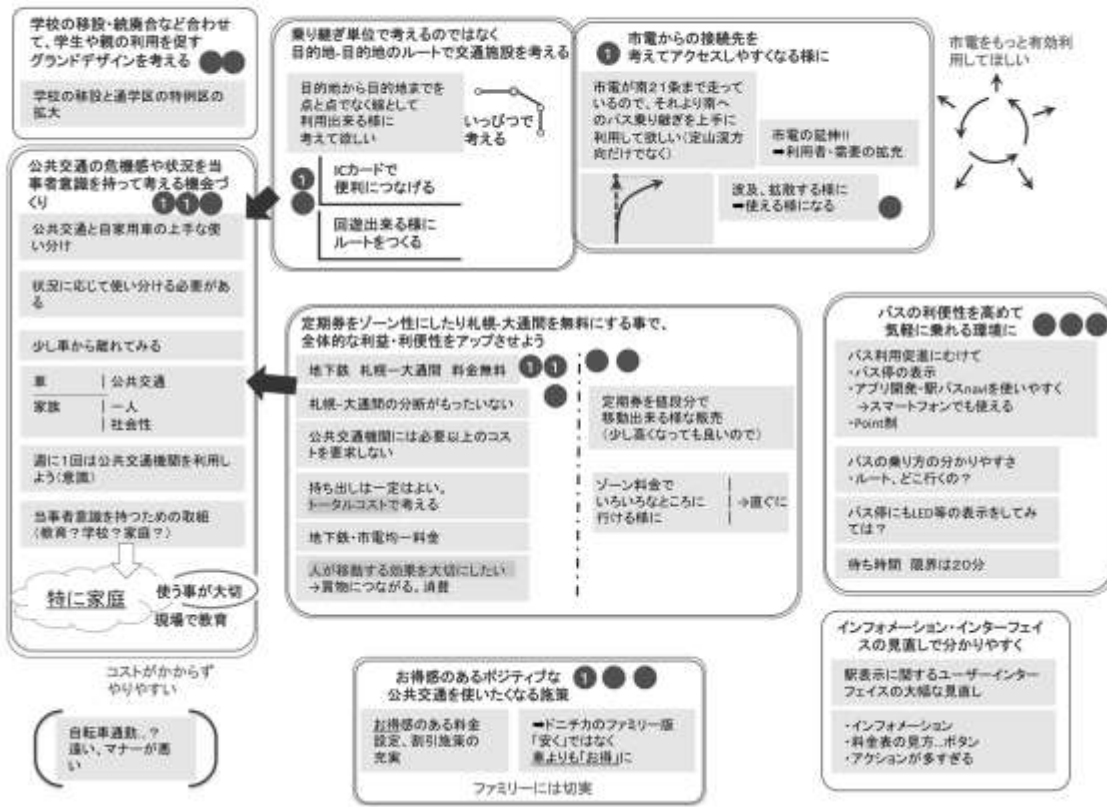 学校の移設・統廃合など合わせ
て、学生や親の利用を促す
グランドデザインを考える
学校の移設と通学区の特例区の
拡大
公共交通の危機感や状況を当
事者意識を持って考える機会づ
くり
1 1
公共交通と自家用車の上手な使
い分け
状況に応じて使い分ける必要があ
る
少し車から離れてみる
車 公共交通
家族 一人
社会性
週に1回は公共交通機関を利用し
よう(意識)
当事者意識を持つための取組
(教育?学校?家庭?)
特に家庭
使う事が大切
現場で教育
コストがかからず
やりやすい
自転車通勤..?
遠い、マナーが悪
い
乗り継ぎ単位で考えるのではなく
目的地-目的地のルートで交通施設を考える
目的地から目的地までを
点と点でなく線として
利用出来る様に
考えて欲しい
いっぴつで
考える
1
ICカードで
便利につなげる
回遊出来る様に
ルートをつくる
1
市電からの接続先を
考えてアクセスしやすくなる様に
市電が南21条まで走って
いるので、それより南へ
のバス乗り継ぎを上手に
利用して欲しい(定山渓方
向だけでなく)
市電の延伸!!
➡利用者・需要の拡充
波及、拡散する様に
➡使える様になる
市電をもっと有効利
用してほしい
定期券をゾーン性にしたり札幌-大通間を無料にする事で、
全体的な利益・利便性をアップさせよう
地下鉄 札幌ー大通間 料金無料
1 1
札幌-大通間の分断がもったいない
公共交通機関には必要以上のコス
トを要求しない
持ち出しは一定はよい。
トータルコストで考える
地下鉄・市電均一料金
人が移動する効果を大切にしたい
→買物につながる。消費
定期券を値段分で
移動出来る様な販売
(少し高くなっても良いので)
ゾーン料金で
いろいろなところに
行ける様に
→直ぐに
バスの利便性を高めて
気軽に乗れる環境に
バス利用促進にむけて
・バス停の表示
・アプリ開発・駅バスnaviを使いやすく
→スマートフォンでも使える
・Point制
バスの乗り方の分かりやすさ
・ルート、どこ行くの?
バス停にもLED等の表示をしてみ
ては?
待ち時間 限界は20分
お得感のあるポジティブな
公共交通を使いたくなる施策
1
お得感のある料金
設定、割引施策の
充実
➡ドニチカのファミリー版
「安く」ではなく
車よりも「お得」に
ファミリーには切実
インフォメーション・インターフェイ
スの見直しで分かりやすく
駅表示に関するユーザーインター
フェイスの大幅な見直し
・インフォメーション
・料金表の見方..ボタン
・アクションが多すぎる